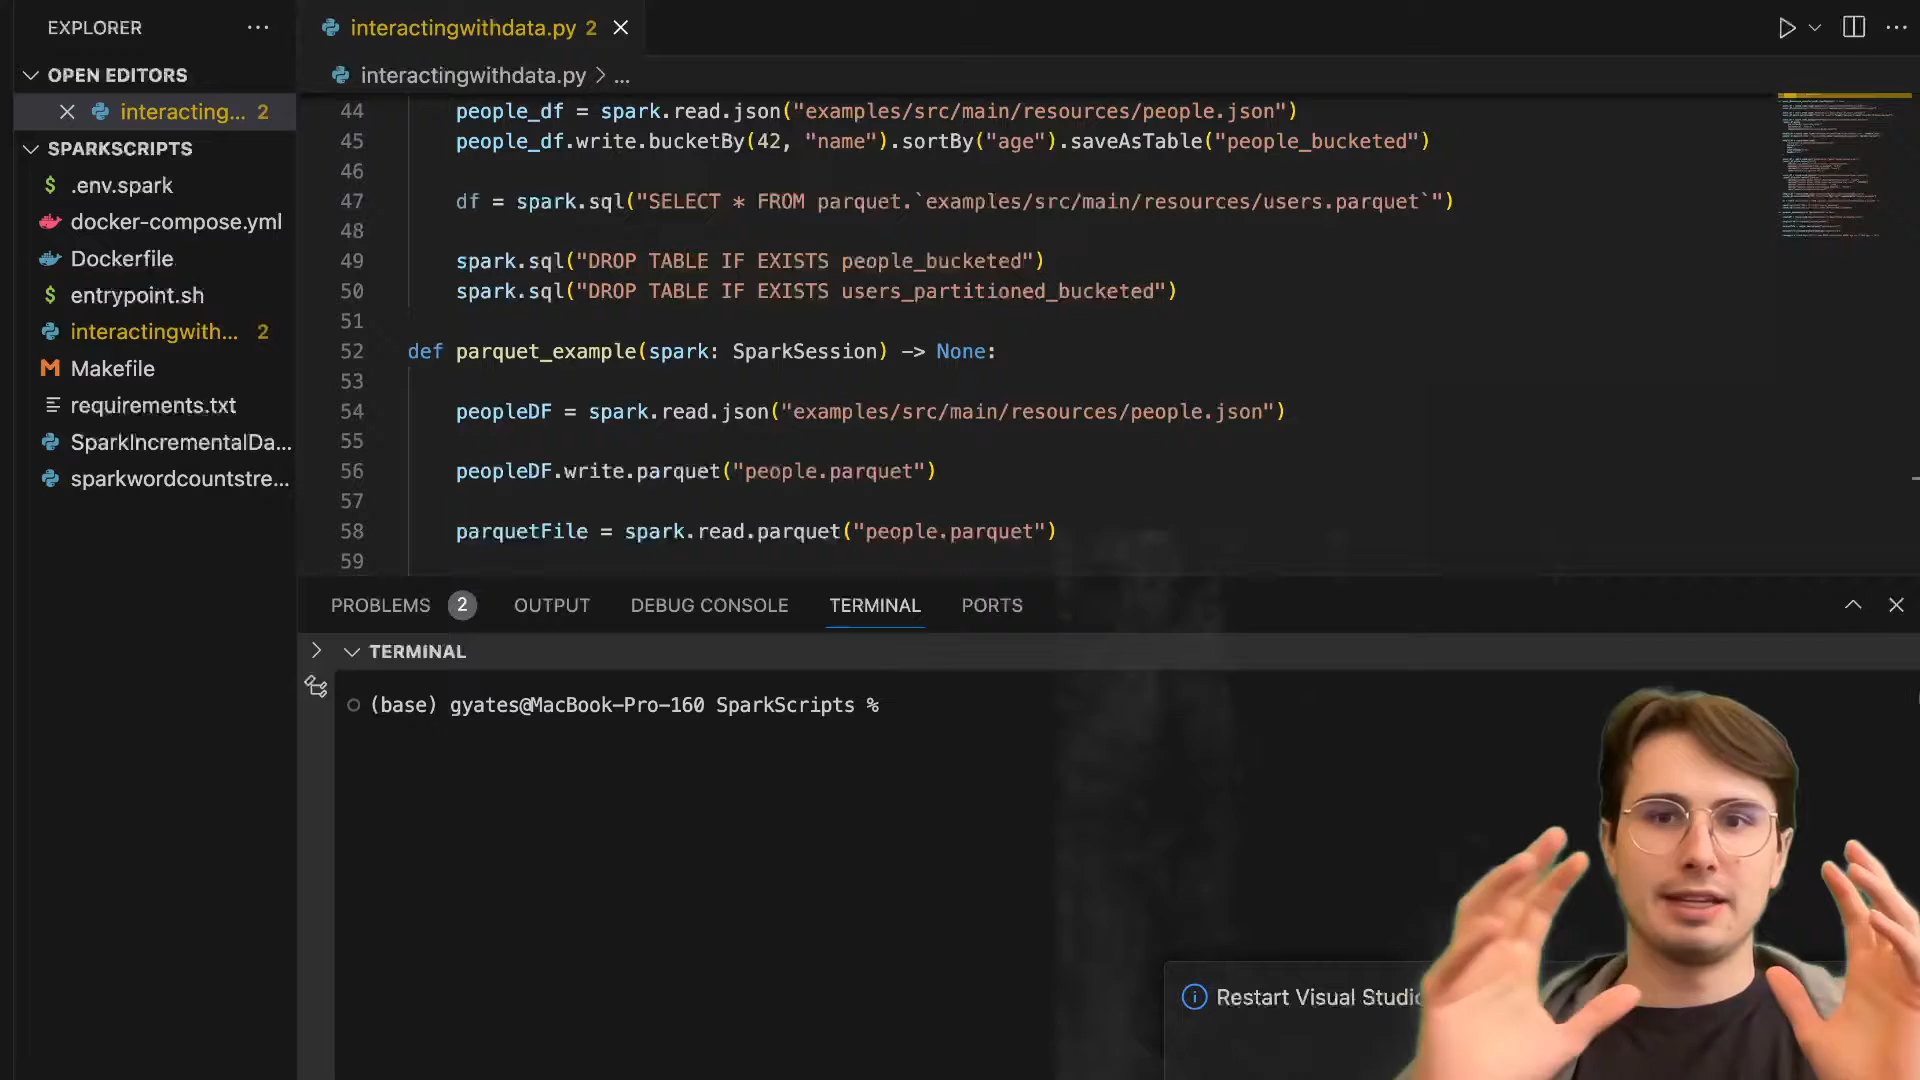 EXPLORER
OPEN EDITORS
interacting... 2
SPARKSCRIPTS
.env.spark
docker-compose.yml
Dockerfile
entrypoint.sh
interactingwith... 2
Makefile
requirements.txt
SparkIncrementalDa...
sparkwordcountstre...
interactingwithdata.py 2
interactingwithdata.py > ...
44 people_df = spark.read.json("examples/src/main/resources/people.json")
45 people_df.write.bucketBy(42, "name").sortBy("age").saveAsTable("people_bucketed")
46
47 df = spark.sql("SELECT * FROM parquet.`examples/src/main/resources/users.parquet`")
48
49 spark.sql("DROP TABLE IF EXISTS people_bucketed")
50 spark.sql("DROP TABLE IF EXISTS users_partitioned_bucketed")
51
52 def parquet_example(spark: SparkSession) -> None:
53
54 peopleDF = spark.read.json("examples/src/main/resources/people.json")
55
56 peopleDF.write.parquet("people.parquet")
57
58 parquetFile = spark.read.parquet("people.parquet")
59
PROBLEMS 2 OUTPUT DEBUG CONSOLE TERMINAL PORTS
TERMINAL
(base) gyates@MacBook-Pro-160 SparkScripts %
Restart Visual Studio